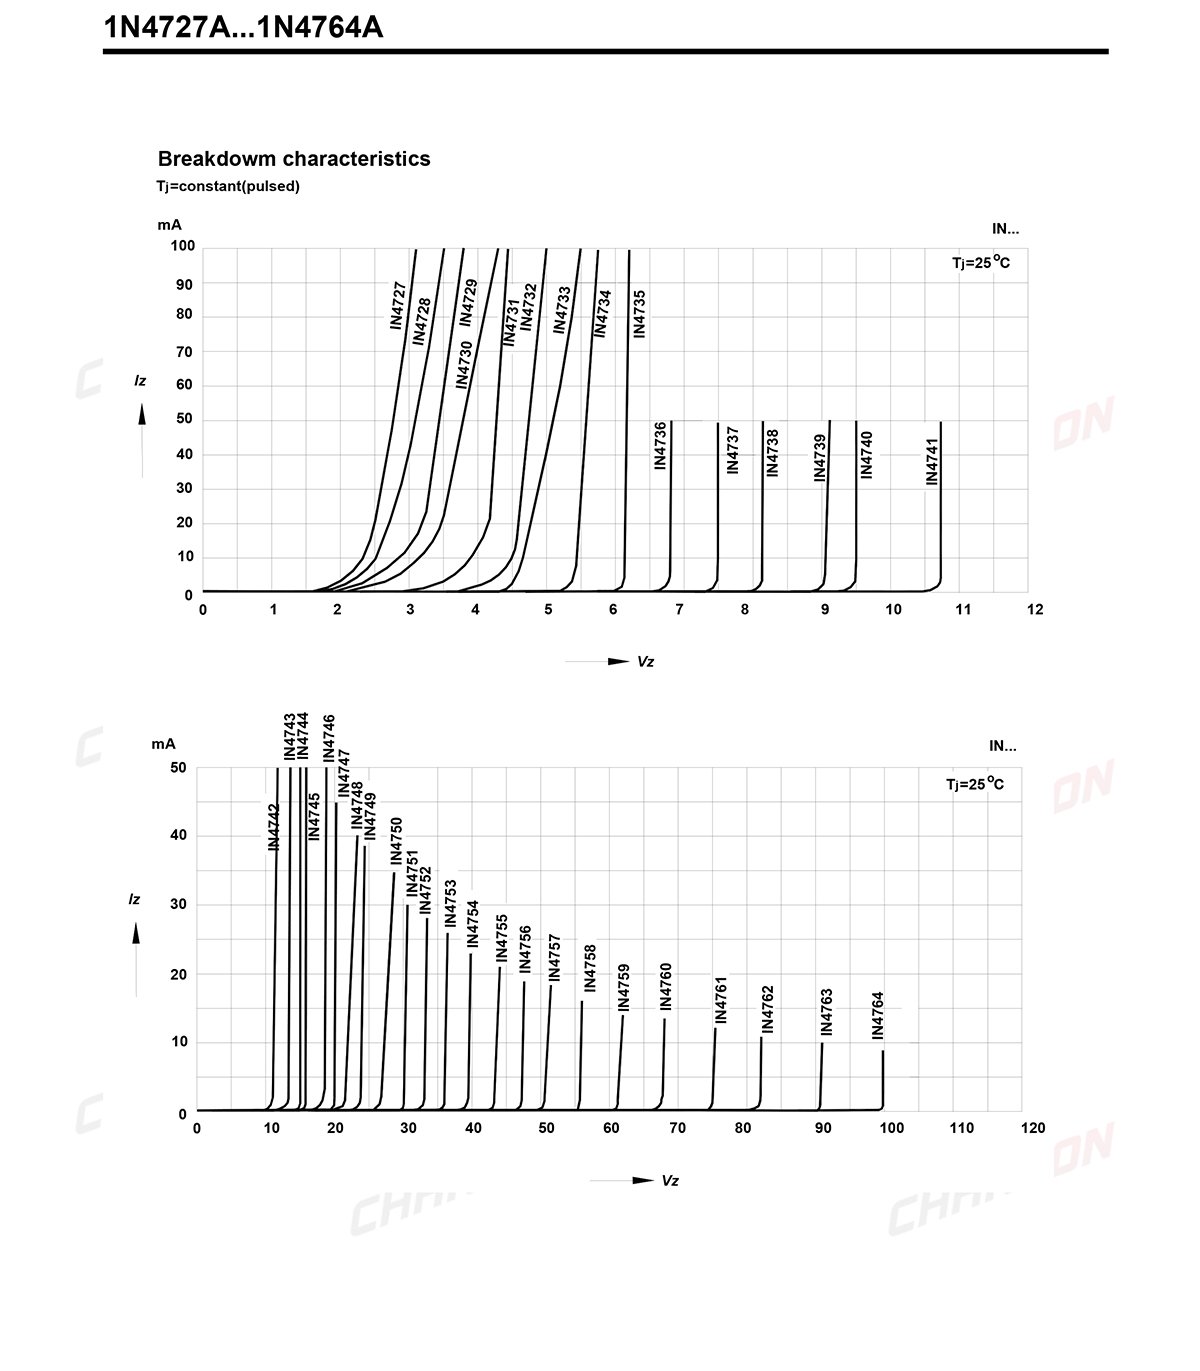 1N4727A...1N4764A
Breakdowm characteristics
Tj=constant(pulsed)
mA
IN...
Tj=25°C
100
90
80
70
60
50
40
30
20
10
0
Iz
IN4727
IN4728
IN4729
IN4730
IN4731
IN4732
IN4733
IN4734
IN4735
IN4736
IN4737
IN4738
IN4739
IN4740
IN4741
0 1 2 3 4 5 6 7 8 9 10 11 12
Vz
mA
IN...
Tj=25°C
50
40
30
20
10
0
Iz
IN4742
IN4743
IN4744
IN4745
IN4746
IN4747
IN4748
IN4749
IN4750
IN4751
IN4752
IN4753
IN4754
IN4755
IN4756
IN4757
IN4758
IN4759
IN4760
IN4761
IN4762
IN4763
IN4764
0 10 20 30 40 50 60 70 80 90 100 110 120
Vz